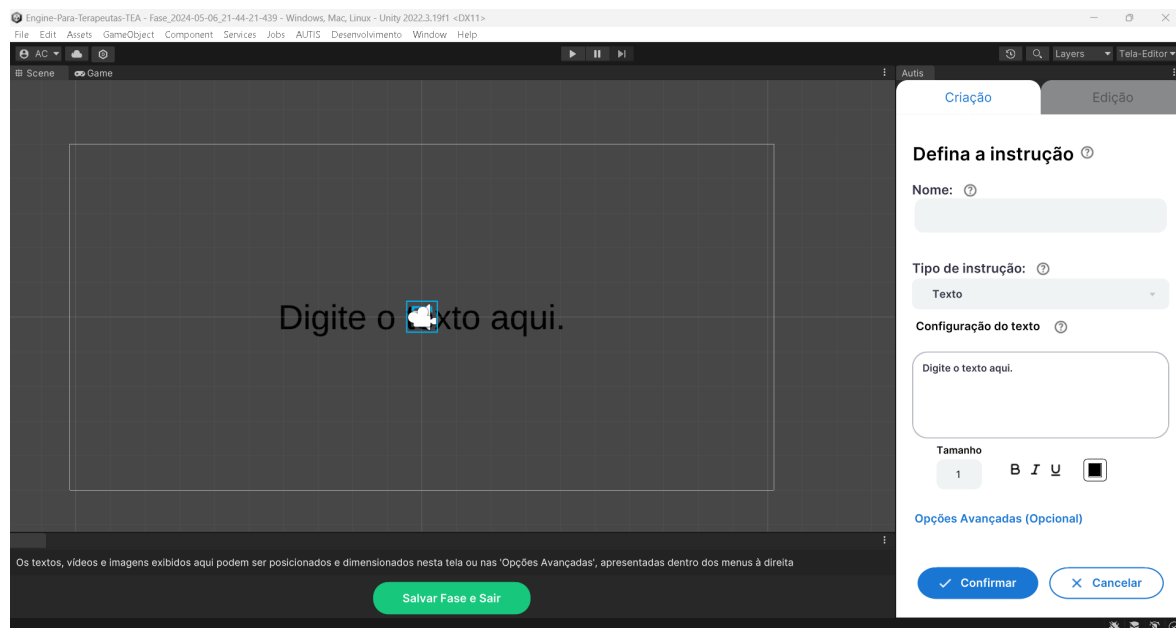 Engine-Para-Terapeutas-TEA - Fase_2024-05-06_21-44-21-439 - Windows, Mac, Linux - Unity 2022.3.19f1 <DX11>
File Edit Assets GameObject Component Services Jobs AUTIS Desenvolvimento Window Help
AC Layers Tela-Editor
Scene Game Autis
Criação Edição
Defina a instrução
Nome:
Tipo de instrução:
Texto
Configuração do texto
Digite o texto aqui.
Digite o xto aqui.
Tamanho
1 B I U
Opções Avançadas (Opcional)
Os textos, vídeos e imagens exibidos aqui podem ser posicionados e dimensionados nesta tela ou nas 'Opções Avançadas', apresentadas dentro dos menus à direita
Confirmar Cancelar
Salvar Fase e Sair